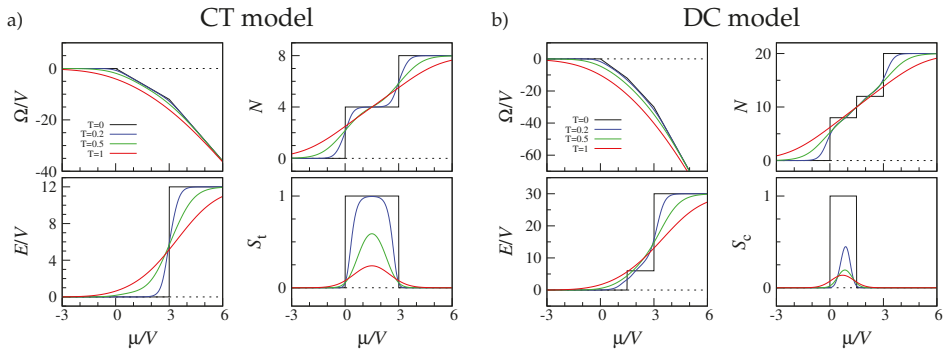 a) CT model
Ω/V
0
-20
-40
T=0
T=0.2
T=0.5
T=1
N
8
4
0
E/V
12
8
4
0
-3 0 3 6
μ/V
St
1
0
-3 0 3 6
μ/V
b) DC model
Ω/V
0
-20
-40
-60
T=0
T=0.2
T=0.5
T=1
N
20
10
0
E/V
30
20
10
0
-3 0 3 6
μ/V
Sc
1
0
-3 0 3 6
μ/V